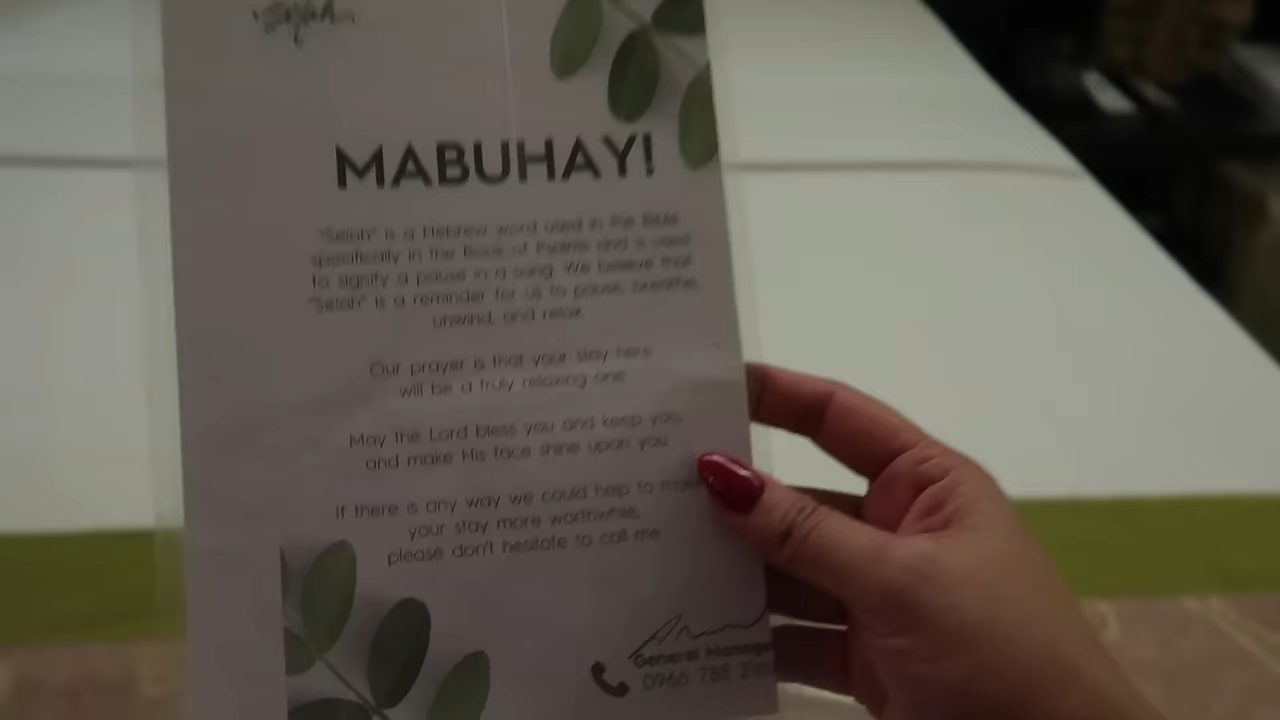 Selah
MABUHAY!
"Selah" is a Hebrew word used in the Bible
specifically in the Book of Psalms and is used
to signify a pause in a song. We believe that
"Selah" is a reminder for us to pause, breathe,
unwind, and relax.
Our prayer is that your stay here
will be a truly relaxing one
May the Lord bless you and keep you,
and make His face shine upon you
If there is any way we could help to
your stay more worthwhile,
please don't hesitate to call me
General Manage
0966 788